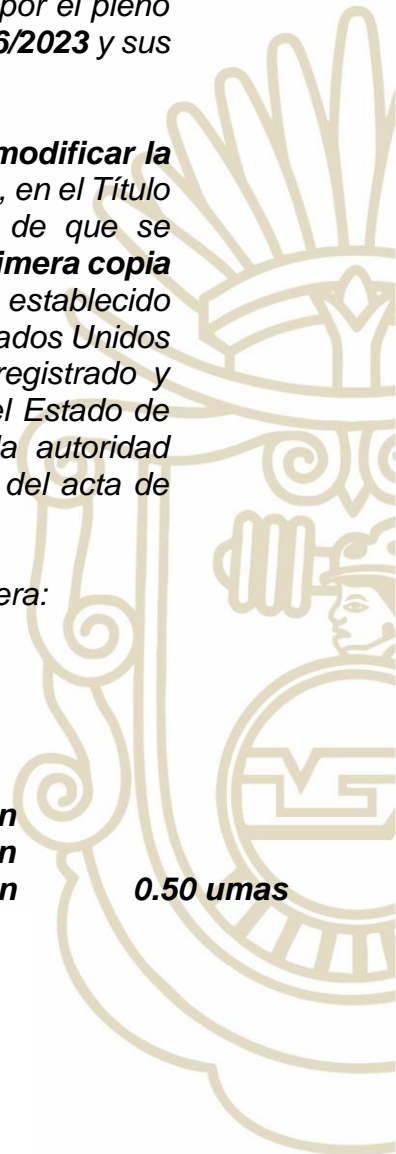 por el pleno
6/2023 y sus
modificar la
, en el Título
de que se
imera copia
establecido
ados Unidos
registrado y
el Estado de
la autoridad
del acta de
era:
n
n
n 0.50 umas